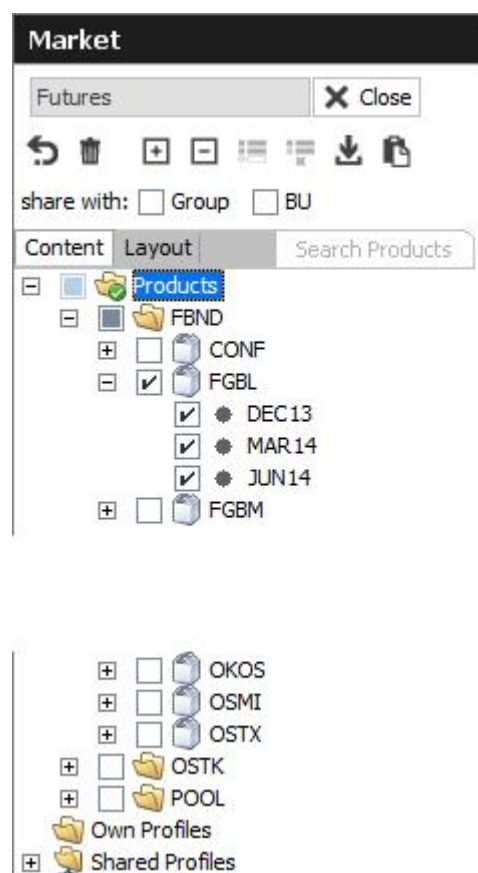 Market
Futures Close
share with: Group BU
Content Layout Search Products
Products
FBND
CONF
FGBL
DEC13
MAR14
JUN14
FGBM
OKOS
OSMI
OSTX
OSTK
POOL
Own Profiles
Shared Profiles